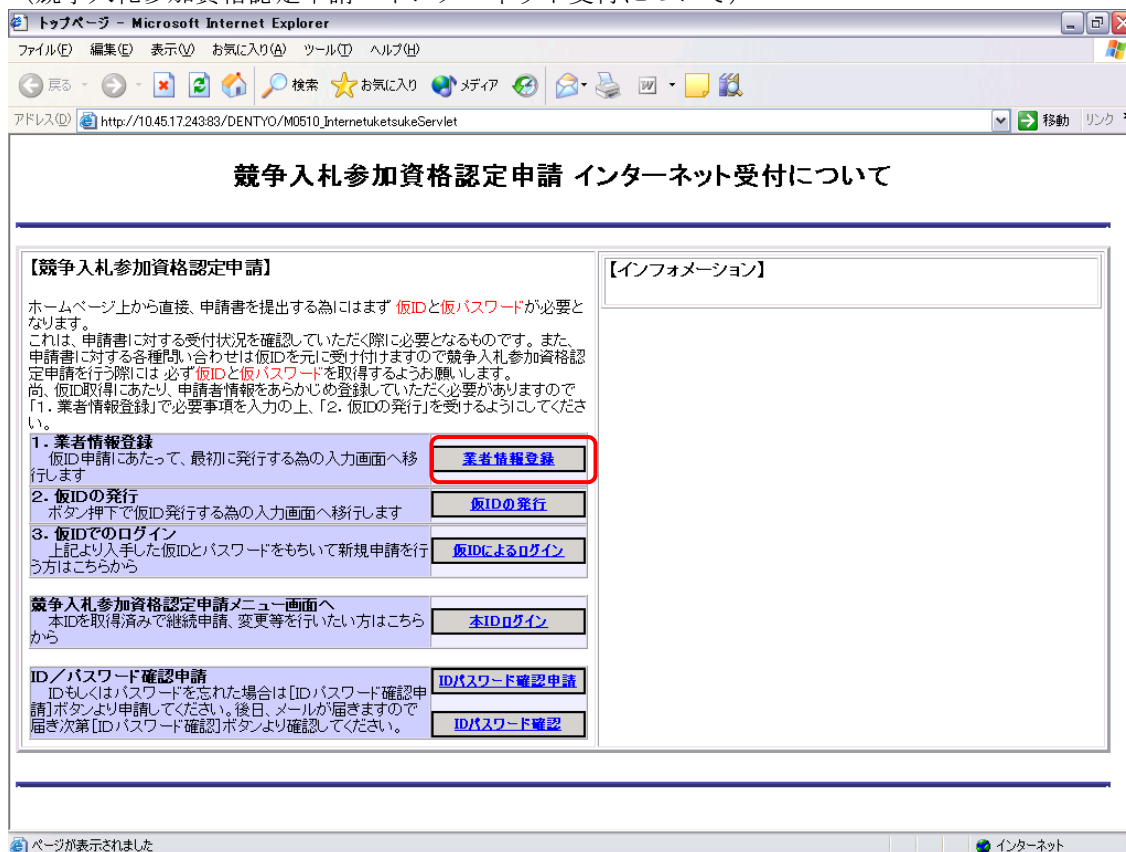 トップページ - Microsoft Internet Explorer
ファイル(F) 編集(E) 表示(V) お気に入り(A) ツール(T) ヘルプ(H)
戻る 検索 お気に入り メディア
アドレス(D) http://10.45.17.243:83/DENTYO/M0510_InternetuketsukeServlet 移動 リンク
競争入札参加資格認定申請 インターネット受付について
【競争入札参加資格認定申請】
ホームページ上から直接、申請書を提出する為にはまず 仮IDと仮パスワードが必要と
なります。
これは、申請書に対する受付状況を確認していただく際に必要となるものです。また、
申請書に対する各種問い合わせは仮IDを元に受け付けますので競争入札参加資格認
定申請を行う際には 必ず仮IDと仮パスワードを取得するようお願いします。
尚、仮ID取得にあたり、申請者情報をあらかじめ登録していただく必要がありますので
「1．業者情報登録」で必要事項を入力の上、「2．仮IDの発行」を受けるようにしてくださ
い。
1．業者情報登録
仮ID申請にあたって、最初に発行する為の入力画面へ移
行します
業者情報登録
2．仮IDの発行
ボタン押下で仮ID発行する為の入力画面へ移行します
仮IDの発行
3．仮IDでのログイン
上記より入手した仮IDとパスワードをもちいて新規申請を行
う方はこちらから
仮IDによるログイン
競争入札参加資格認定申請メニュー画面へ
本IDを取得済みで継続申請、変更等を行いたい方はこちら
から
本IDログイン
ID／パスワード確認申請
IDもしくはパスワードを忘れた場合は[IDパスワード確認申
請]ボタンより申請してください。後日、メールが届きますので
届き次第[IDパスワード確認]ボタンより確認してください。
IDパスワード確認申請
IDパスワード確認
【インフォメーション】
ページが表示されました インターネット